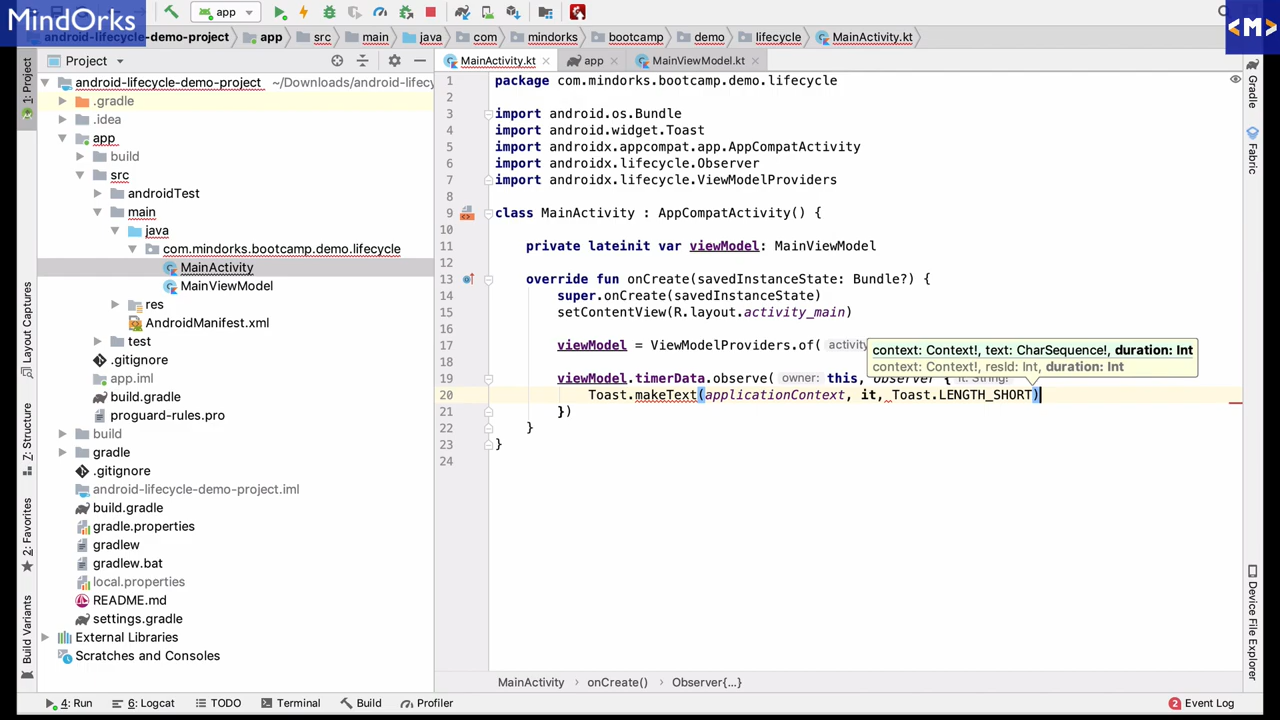 MindOrks
app
<M>
android-lifecycle-demo-project
app
src
main
java
com
mindorks
bootcamp
demo
lifecycle
MainActivity.kt
Project
MainActivity.kt
app
MainViewModel.kt
1: Project
Layout Captures
7: Structure
2: Favorites
Build Variants
android-lifecycle-demo-project ~/Downloads/android-lifecy
.gradle
.idea
app
build
src
androidTest
main
java
com.mindorks.bootcamp.demo.lifecycle
MainActivity
MainViewModel
res
AndroidManifest.xml
test
.gitignore
app.iml
build.gradle
proguard-rules.pro
build
gradle
.gitignore
android-lifecycle-demo-project.iml
build.gradle
gradle.properties
gradlew
gradlew.bat
local.properties
README.md
settings.gradle
External Libraries
Scratches and Consoles
1 package com.mindorks.bootcamp.demo.lifecycle
2
3 import android.os.Bundle
4 import android.widget.Toast
5 import androidx.appcompat.app.AppCompatActivity
6 import androidx.lifecycle.Observer
7 import androidx.lifecycle.ViewModelProviders
8
9 class MainActivity : AppCompatActivity() {
10
11 private lateinit var viewModel: MainViewModel
12
13 override fun onCreate(savedInstanceState: Bundle?) {
14 super.onCreate(savedInstanceState)
15 setContentView(R.layout.activity_main)
16
17 viewModel = ViewModelProviders.of( activity
context: Context!, text: CharSequence!, duration: Int
context: Context!, resId: Int, duration: Int
18
19 viewModel.timerData.observe( owner: this, Observer { it: String!
20 Toast.makeText(applicationContext, it, Toast.LENGTH_SHORT)
21 })
22 }
23 }
24
Gradle
Fabric
Device File Explorer
MainActivity
onCreate()
Observer{...}
4: Run
6: Logcat
TODO
Terminal
Build
Profiler
2 Event Log